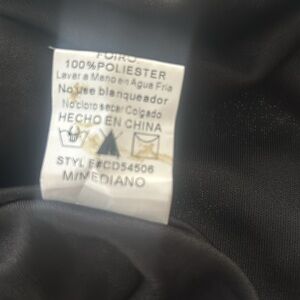 FORRO
100%POLIESTER
Lavar a Mano en Agua Fria
No use blanqueador
No cloro secar Colgado
HECHO EN CHINA
STYLE#CD54506
M/MEDIANO